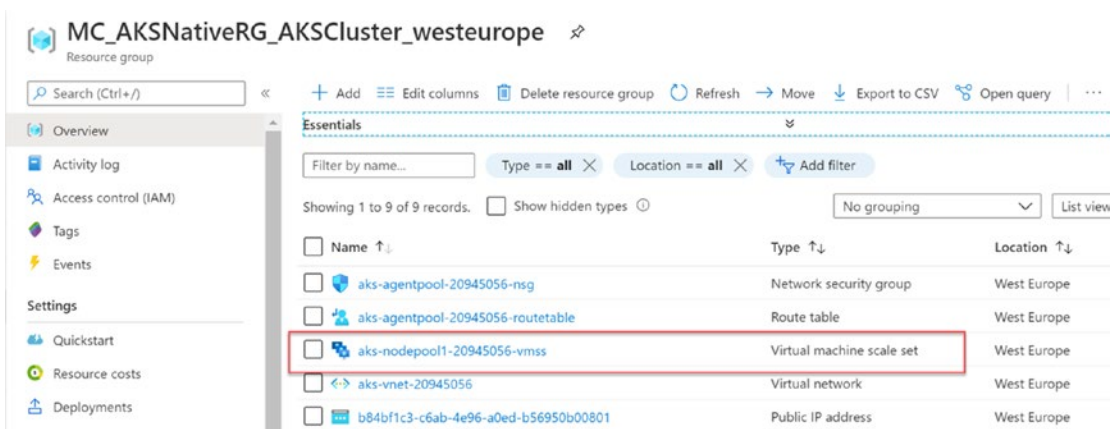 MC_AKSNativeRG_AKSCluster_westeurope
Resource group
Search (Ctrl+/) «
Add Edit columns Delete resource group Refresh Move Export to CSV Open query ...
Overview
Essentials
Activity log
Filter by name... Type == all Location == all Add filter
Access control (IAM)
Showing 1 to 9 of 9 records. Show hidden types No grouping List view
Tags
Events
Name Type Location
aks-agentpool-20945056-nsg Network security group West Europe
Settings
aks-agentpool-20945056-routetable Route table West Europe
Quickstart
aks-nodepool1-20945056-vmss Virtual machine scale set West Europe
Resource costs
aks-vnet-20945056 Virtual network West Europe
Deployments
b84bf1c3-c6ab-4e96-a0ed-b56950b00801 Public IP address West Europe